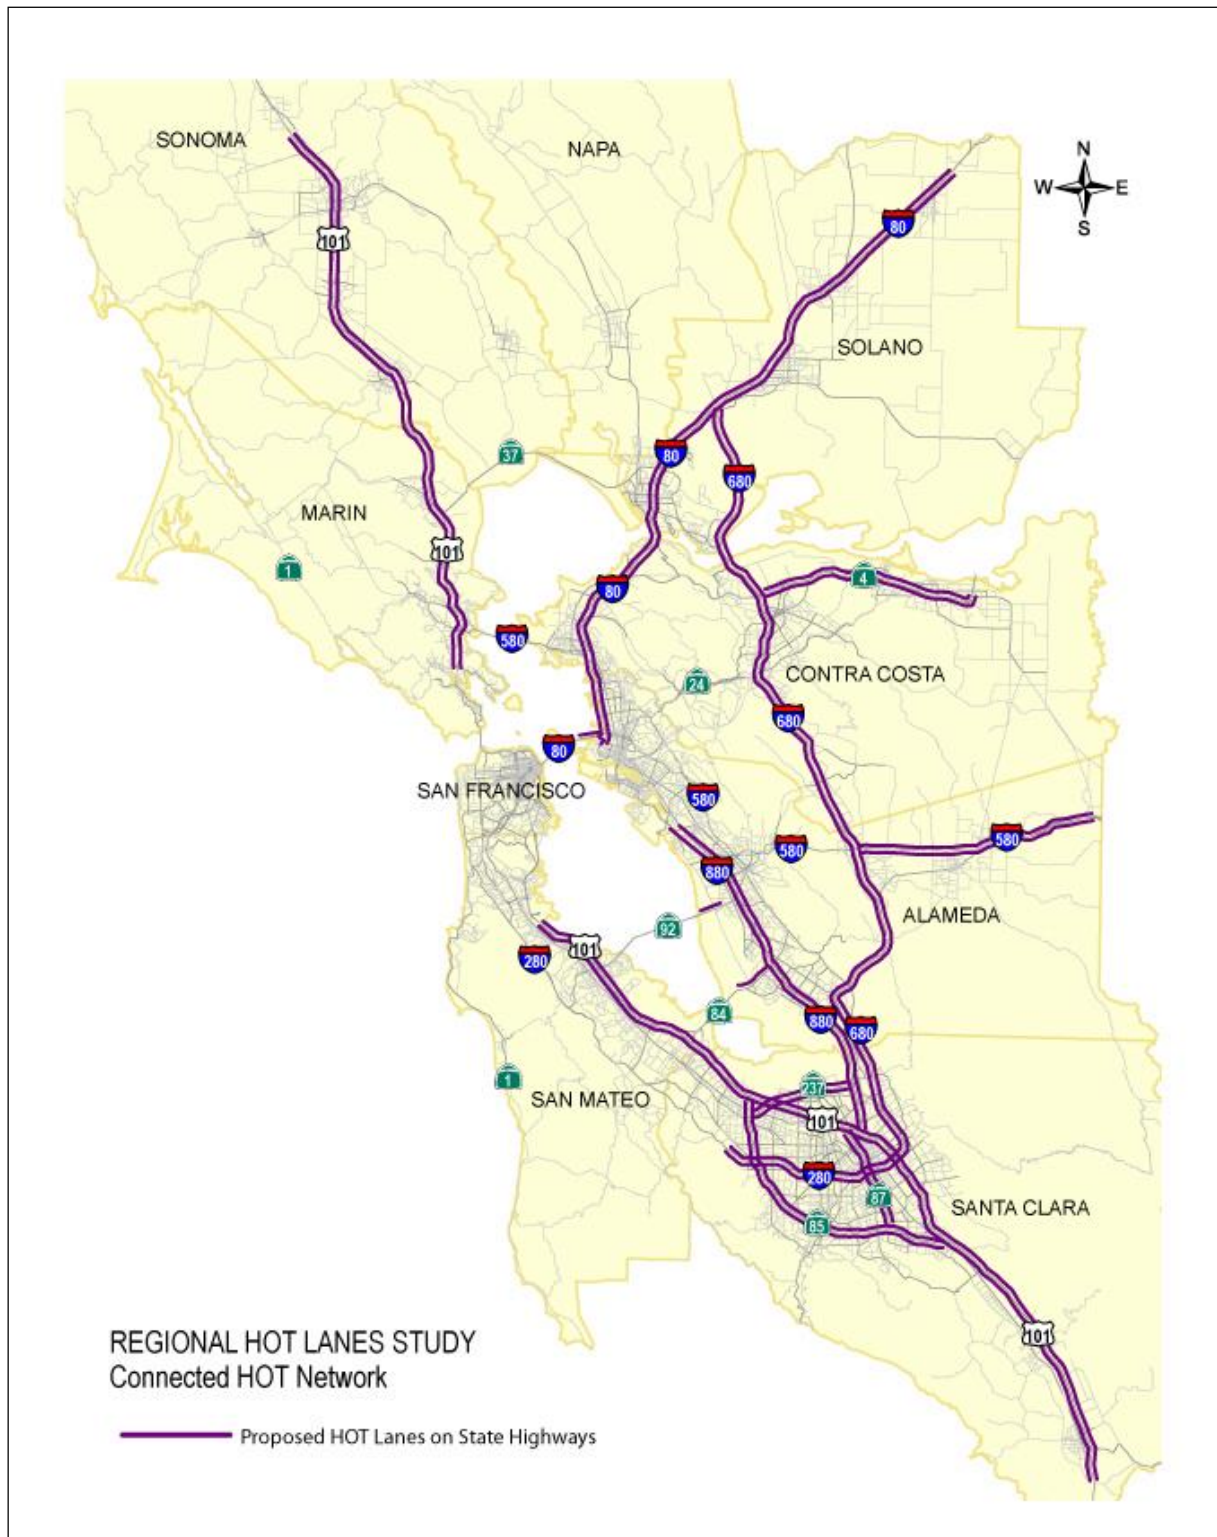 SONOMA
NAPA
N
W E
S
80
101
SOLANO
80
37
680
MARIN
101
1
4
80
580
CONTRA COSTA
24
680
80
SAN FRANCISCO
580
580
580
880
ALAMEDA
92
101
280
84
880
680
1
237
SAN MATEO
101
280
87
SANTA CLARA
85
101
REGIONAL HOT LANES STUDY
Connected HOT Network
Proposed HOT Lanes on State Highways